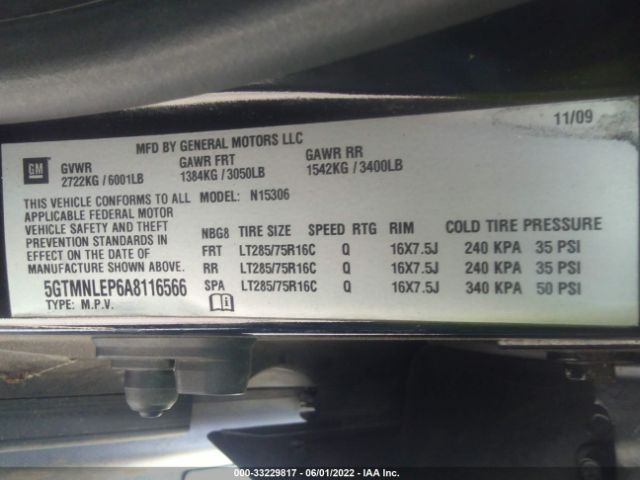 11/09
MFD BY GENERAL MOTORS LLC
GM
GVWR GAWR FRT GAWR RR
2722KG / 6001LB 1384KG / 3050LB 1542KG / 3400LB
THIS VEHICLE CONFORMS TO ALL MODEL: N15306
APPLICABLE FEDERAL MOTOR
VEHICLE SAFETY AND THEFT
PREVENTION STANDARDS IN
EFFECT ON THE DATE OF
MANUFACTURE SHOWN ABOVE.
5GTMNLEP6A8116566
TYPE: M.P.V.
NBG8 TIRE SIZE SPEED RTG RIM COLD TIRE PRESSURE
FRT LT285/75R16C Q 16X7.5J 240 KPA 35 PSI
RR LT285/75R16C Q 16X7.5J 240 KPA 35 PSI
SPA LT285/75R16C Q 16X7.5J 340 KPA 50 PSI
000-33229817 - 06/01/2022 - IAA Inc.